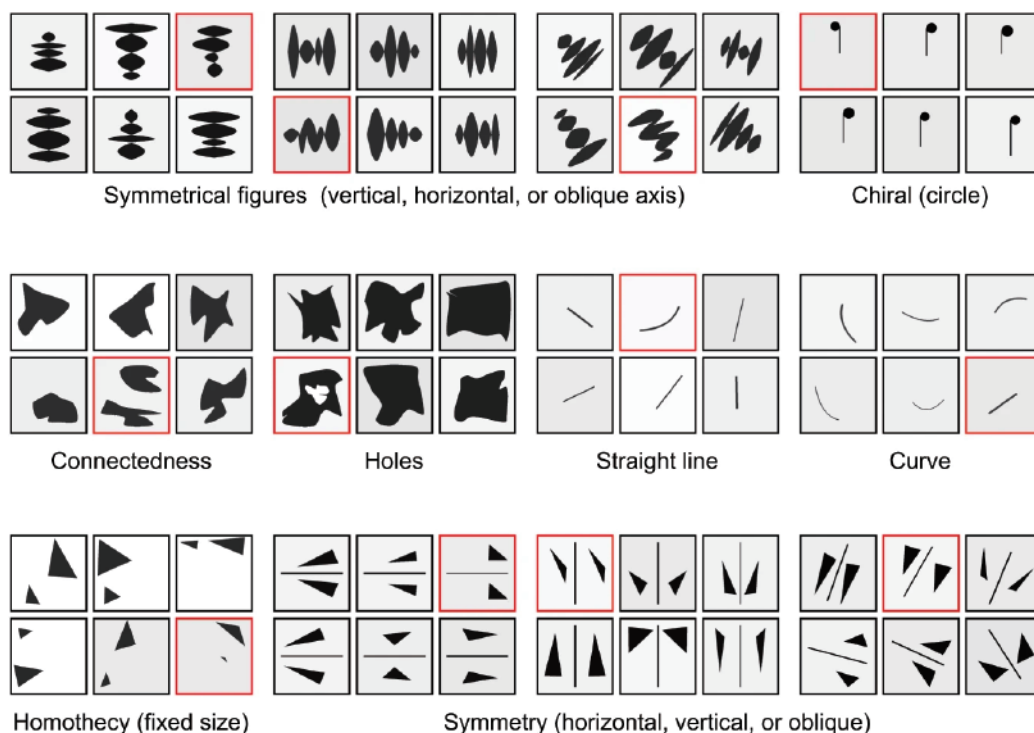 Symmetrical figures (vertical, horizontal, or oblique axis)
Chiral (circle)
Connectedness
Holes
Straight line
Curve
Homothecy (fixed size)
Symmetry (horizontal, vertical, or oblique)